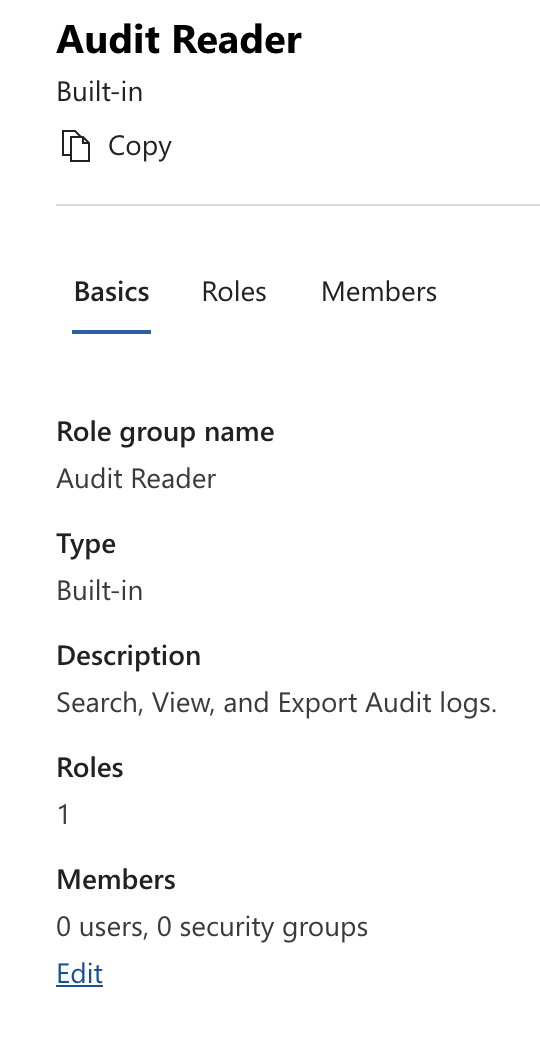 Audit Reader
Built-in
Copy
Basics Roles Members
Role group name
Audit Reader
Type
Built-in
Description
Search, View, and Export Audit logs.
Roles
1
Members
0 users, 0 security groups
Edit